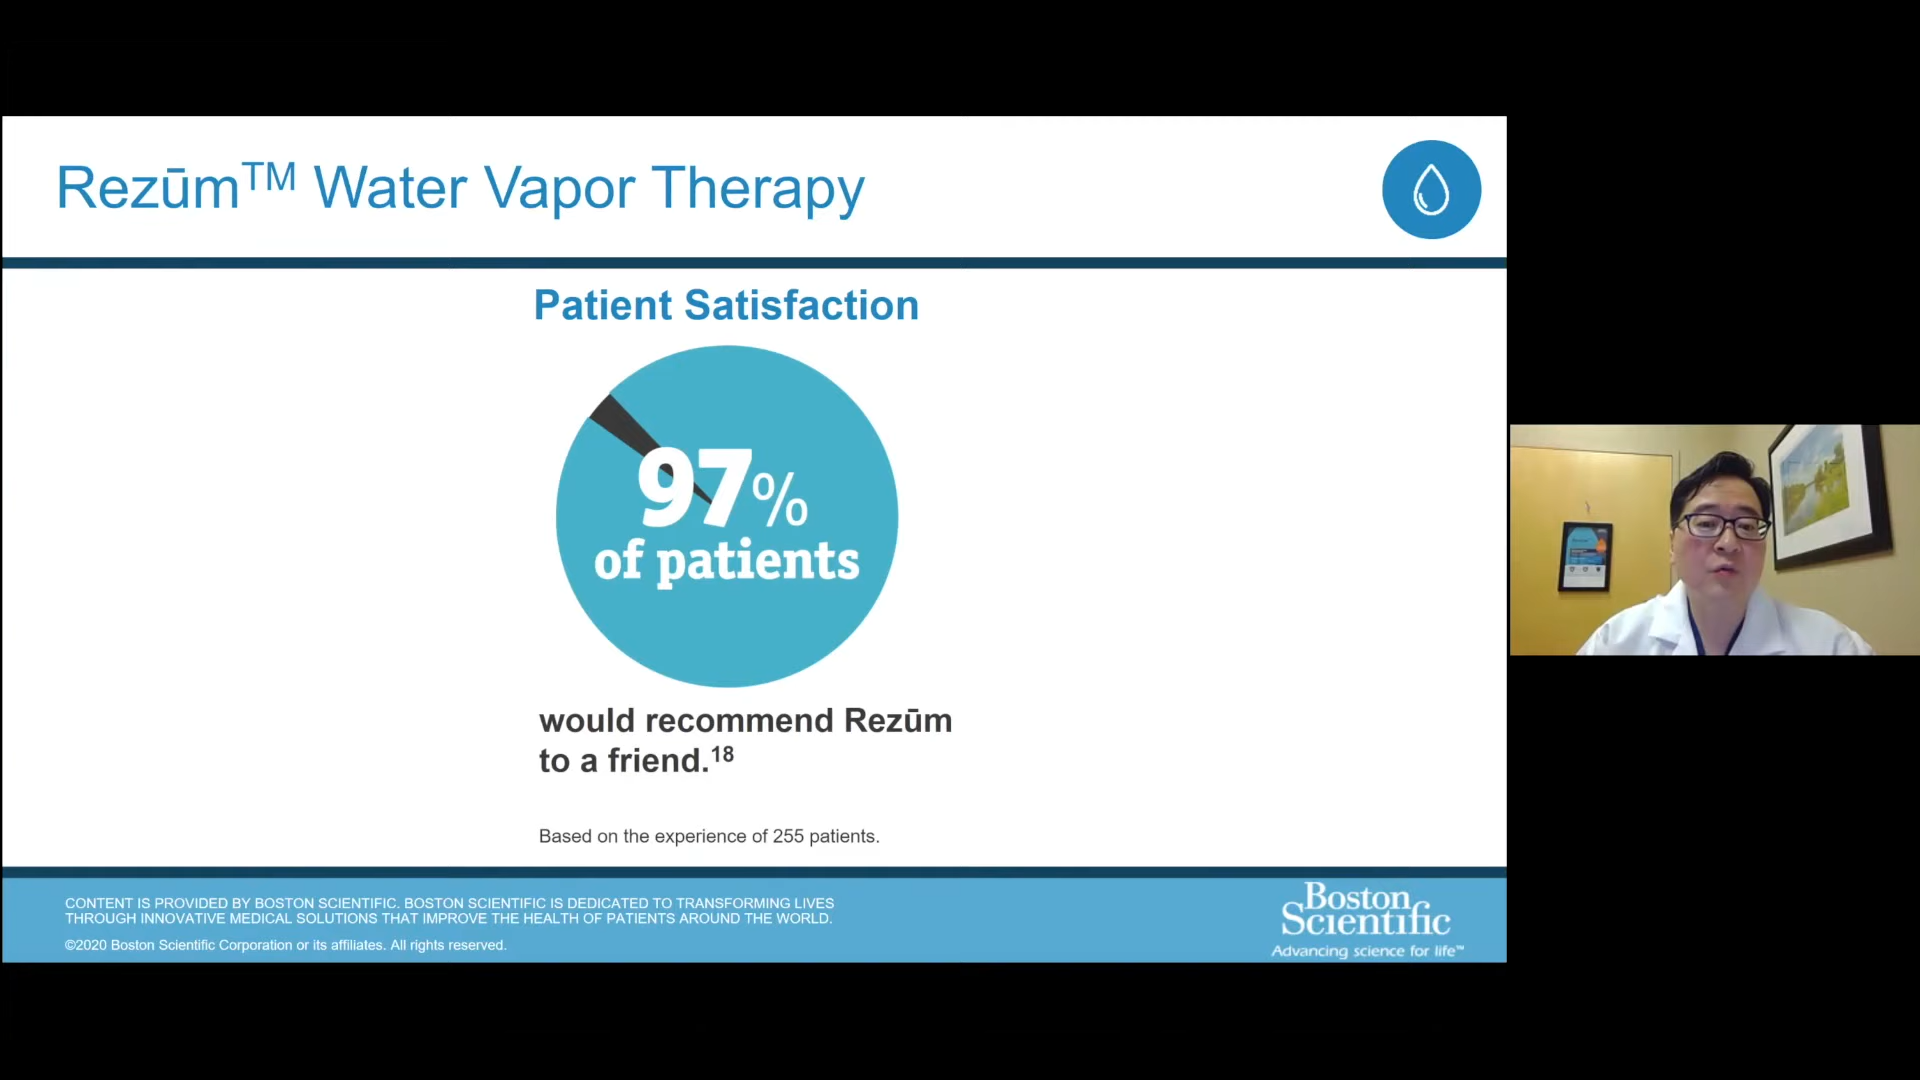 Rezūm™ Water Vapor Therapy
Patient Satisfaction
97%
of patients
would recommend Rezūm
to a friend.¹⁸
Based on the experience of 255 patients.
CONTENT IS PROVIDED BY BOSTON SCIENTIFIC. BOSTON SCIENTIFIC IS DEDICATED TO TRANSFORMING LIVES
THROUGH INNOVATIVE MEDICAL SOLUTIONS THAT IMPROVE THE HEALTH OF PATIENTS AROUND THE WORLD.
©2020 Boston Scientific Corporation or its affiliates. All rights reserved.
Boston
Scientific
Advancing science for life™